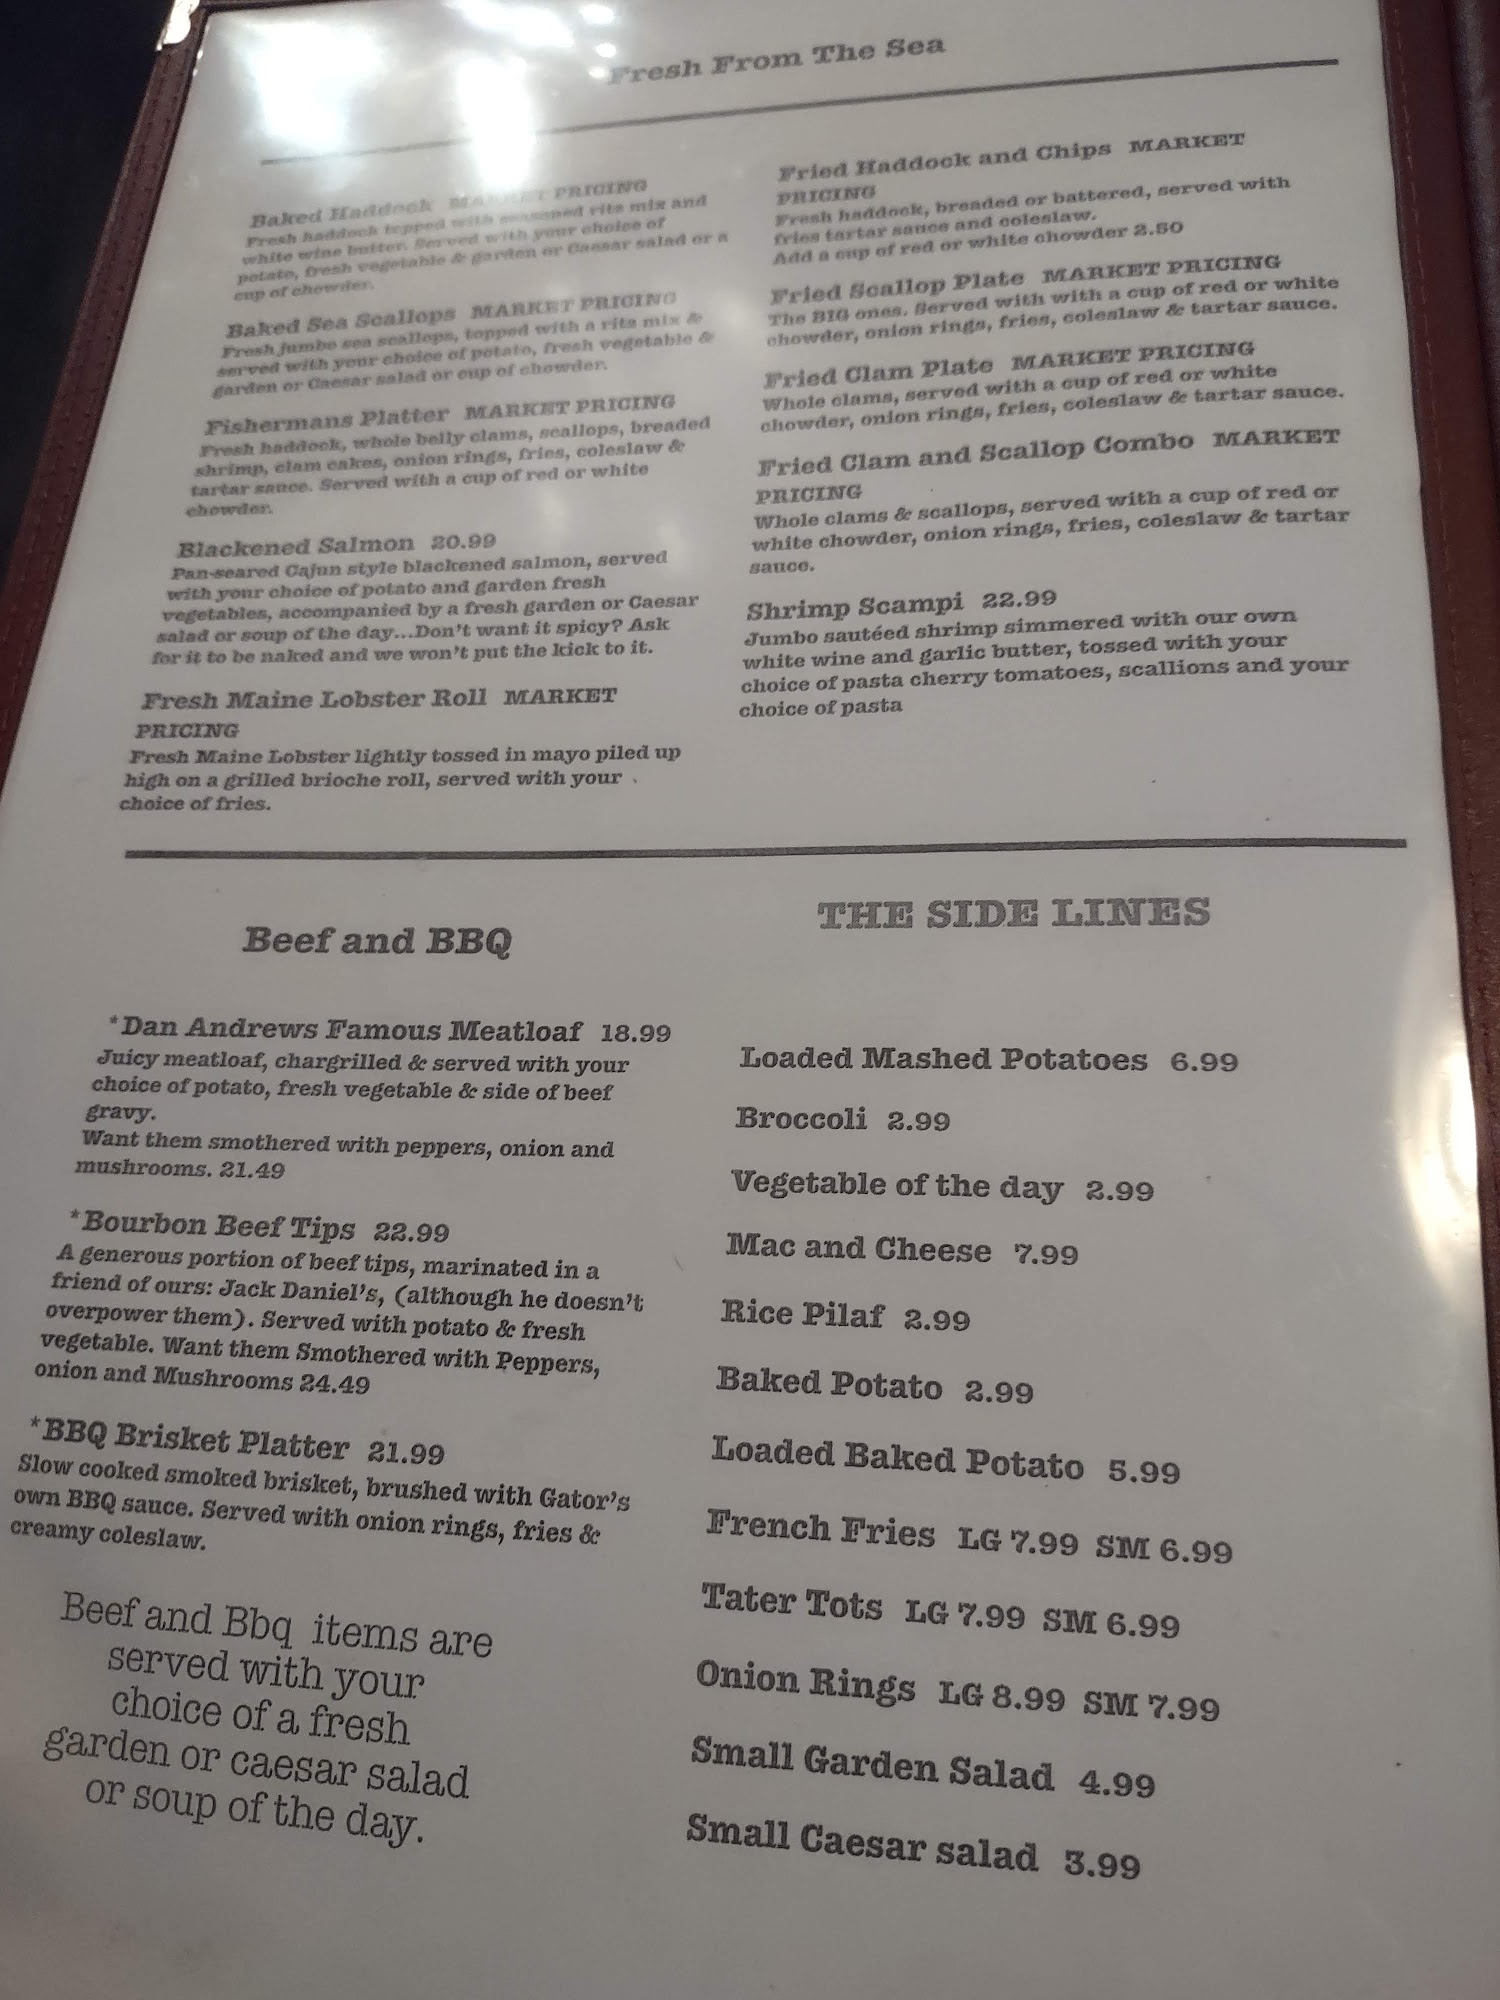 Fresh From The Sea
Baked Haddock MARKET PRICING
Fresh haddock topped with seasoned ritz mix and
white wine butter. Served with your choice of
potato, fresh vegetable & garden or Caesar salad or a
cup of chowder.
Baked Sea Scallops MARKET PRICING
Fresh jumbo sea scallops, topped with a ritz mix &
served with your choice of potato, fresh vegetable &
garden or Caesar salad or cup of chowder.
Fishermans Platter MARKET PRICING
Fresh haddock, whole belly clams, scallops, breaded
shrimp, clam cakes, onion rings, fries, coleslaw &
tartar sauce. Served with a cup of red or white
chowder.
Blackened Salmon 20.99
Pan-seared Cajun style blackened salmon, served
with your choice of potato and garden fresh
vegetables, accompanied by a fresh garden or Caesar
salad or soup of the day...Don't want it spicy? Ask
for it to be naked and we won't put the kick to it.
Fresh Maine Lobster Roll MARKET
PRICING
Fresh Maine Lobster lightly tossed in mayo piled up
high on a grilled brioche roll, served with your
choice of fries.
Fried Haddock and Chips MARKET
PRICING
Fresh haddock, breaded or battered, served with
fries tartar sauce and coleslaw.
Add a cup of red or white chowder 2.50
Fried Scallop Plate MARKET PRICING
The BIG ones. Served with with a cup of red or white
chowder, onion rings, fries, coleslaw & tartar sauce.
Fried Clam Plate MARKET PRICING
Whole clams, served with a cup of red or white
chowder, onion rings, fries, coleslaw & tartar sauce.
Fried Clam and Scallop Combo MARKET
PRICING
Whole clams & scallops, served with a cup of red or
white chowder, onion rings, fries, coleslaw & tartar
sauce.
Shrimp Scampi 22.99
Jumbo sautéed shrimp simmered with our own
white wine and garlic butter, tossed with your
choice of pasta cherry tomatoes, scallions and your
choice of pasta
Beef and BBQ
*Dan Andrews Famous Meatloaf 18.99
Juicy meatloaf, chargrilled & served with your
choice of potato, fresh vegetable & side of beef
gravy.
Want them smothered with peppers, onion and
mushrooms. 21.49
*Bourbon Beef Tips 22.99
A generous portion of beef tips, marinated in a
friend of ours: Jack Daniel's, (although he doesn't
overpower them). Served with potato & fresh
vegetable. Want them Smothered with Peppers,
onion and Mushrooms 24.49
*BBQ Brisket Platter 21.99
Slow cooked smoked brisket, brushed with Gator's
own BBQ sauce. Served with onion rings, fries &
creamy coleslaw.
Beef and Bbq items are
served with your
choice of a fresh
garden or caesar salad
or soup of the day.
THE SIDE LINES
Loaded Mashed Potatoes 6.99
Broccoli 2.99
Vegetable of the day 2.99
Mac and Cheese 7.99
Rice Pilaf 2.99
Baked Potato 2.99
Loaded Baked Potato 5.99
French Fries LG 7.99 SM 6.99
Tater Tots LG 7.99 SM 6.99
Onion Rings LG 8.99 SM 7.99
Small Garden Salad 4.99
Small Caesar salad 3.99